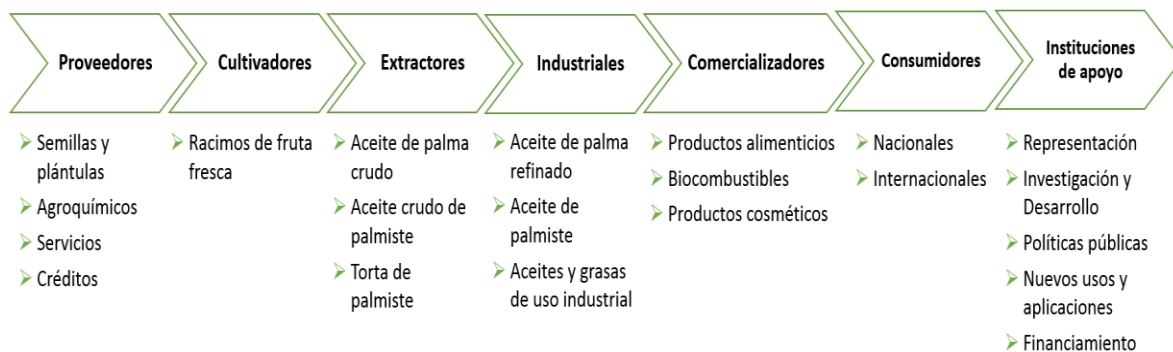 Proveedores
Cultivadores
Extractores
Industriales
Comercializadores
Consumidores
Instituciones
de apoyo
Semillas y
plántulas
Agroquímicos
Servicios
Créditos
Racimos de fruta
fresca
Aceite de palma
crudo
Aceite crudo de
palmiste
Torta de
palmiste
Aceite de palma
refinado
Aceite de
palmiste
Aceites y grasas
de uso industrial
Productos alimenticios
Biocombustibles
Productos cosméticos
Nacionales
Internacionales
Representación
Investigación y
Desarrollo
Políticas públicas
Nuevos usos y
aplicaciones
Financiamiento